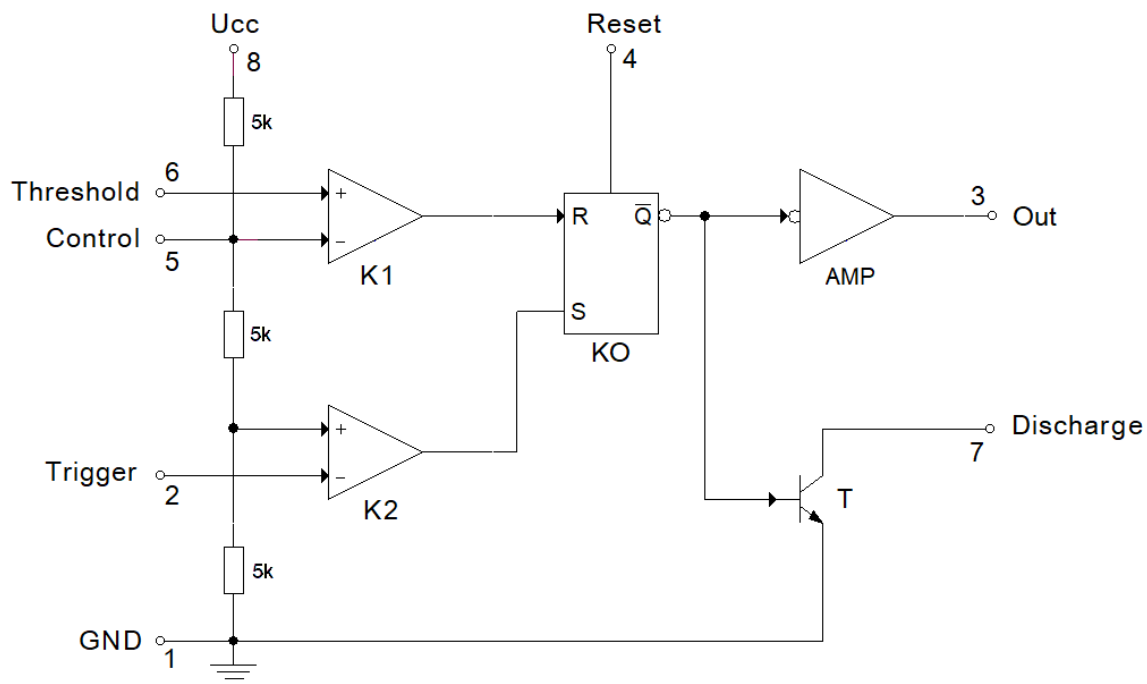 Ucc
8
Reset
4
5k
6
Threshold
+
R
Q̅
3
Out
Control
5
−
K1
AMP
5k
S
KO
+
Discharge
7
Trigger
2
−
K2
T
5k
GND
1